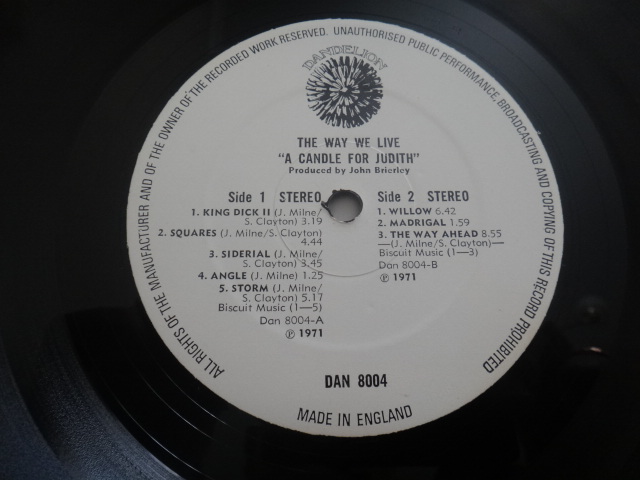 ALL RIGHTS OF THE MANUFACTURER AND OF THE OWNER OF THE RECORDED WORK RESERVED. UNAUTHORISED PUBLIC PERFORMANCE, BROADCASTING AND COPYING OF THIS RECORD PROHIBITED
DANDELION
THE WAY WE LIVE
"A CANDLE FOR JUDITH"
Produced by John Brierley
Side 1 STEREO
1. KING DICK II (J. Milne/
S. Clayton) 3.19
2. SQUARES (J. Milne/S. Clayton)
4.44
3. SIDERIAL (J. Milne/
S. Clayton) 3.45
4. ANGLE (J. Milne) 1.25
5. STORM (J. Milne/
S. Clayton) 5.17
Biscuit Music (1—5)
Dan 8004-A
℗ 1971
Side 2 STEREO
1. WILLOW 6.42
2. MADRIGAL 1.59
3. THE WAY AHEAD 8.55
—(J. Milne/S. Clayton)—
Biscuit Music (1—3)
Dan 8004-B
℗ 1971
DAN 8004
MADE IN ENGLAND